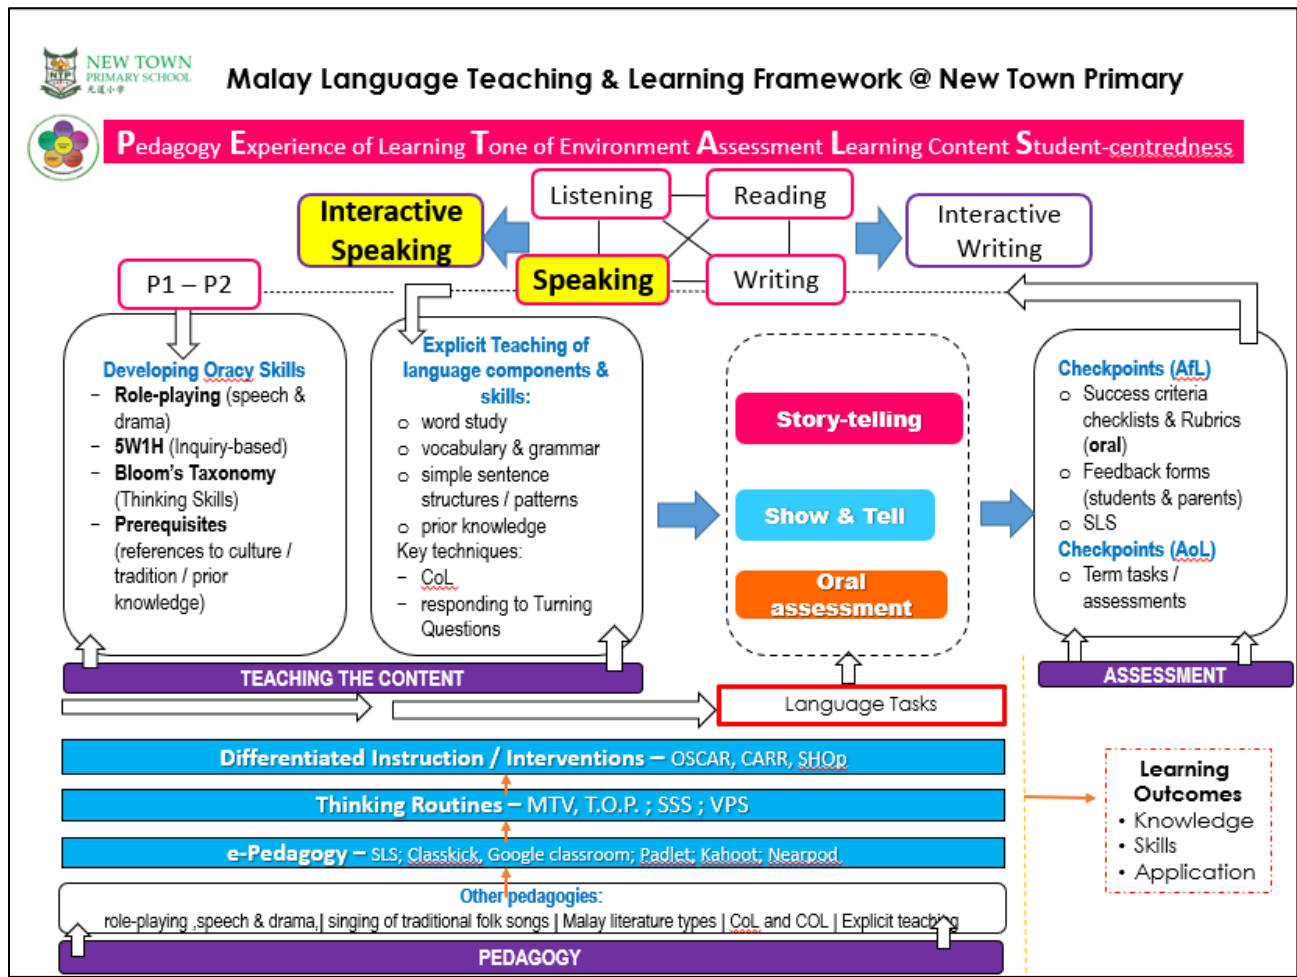 NEW TOWN
PRIMARY SCHOOL
光道小学
NTP
Malay Language Teaching & Learning Framework @ New Town Primary
Pedagogy Experience of Learning Tone of Environment Assessment Learning Content Student-centredness
Listening
Reading
Interactive
Speaking
Interactive
Writing
Speaking
Writing
P1 – P2
Developing Oracy Skills
– Role-playing (speech &
drama)
– 5W1H (Inquiry-based)
– Bloom's Taxonomy
(Thinking Skills)
– Prerequisites
(references to culture /
tradition / prior
knowledge)
Explicit Teaching of
language components &
skills:
o word study
o vocabulary & grammar
o simple sentence
structures / patterns
o prior knowledge
Key techniques:
– CoL
– responding to Turning
Questions
Story-telling
Show & Tell
Oral
assessment
Checkpoints (AfL)
o Success criteria
checklists & Rubrics
(oral)
o Feedback forms
(students & parents)
o SLS
Checkpoints (AoL)
o Term tasks /
assessments
TEACHING THE CONTENT
ASSESSMENT
Language Tasks
Differentiated Instruction / Interventions – OSCAR, CARR, SHOp
Thinking Routines – MTV, T.O.P. ; SSS ; VPS
e-Pedagogy – SLS; Classkick, Google classroom; Padlet; Kahoot; Nearpod
Other pedagogies:
role-playing ,speech & drama,| singing of traditional folk songs | Malay literature types | CoL and COL | Explicit teaching
PEDAGOGY
Learning
Outcomes
• Knowledge
• Skills
• Application